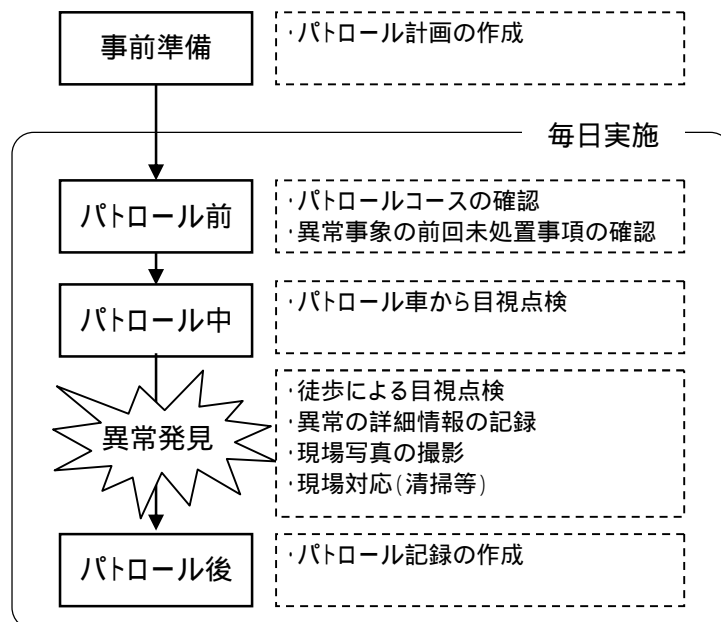 事前準備
･パトロール計画の作成
毎日実施
パトロール前
･パトロールコースの確認
･異常事象の前回未処置事項の確認
パトロール中
･パトロール車から目視点検
異常発見
･徒歩による目視点検
･異常の詳細情報の記録
･現場写真の撮影
･現場対応(清掃等)
パトロール後
･パトロール記録の作成